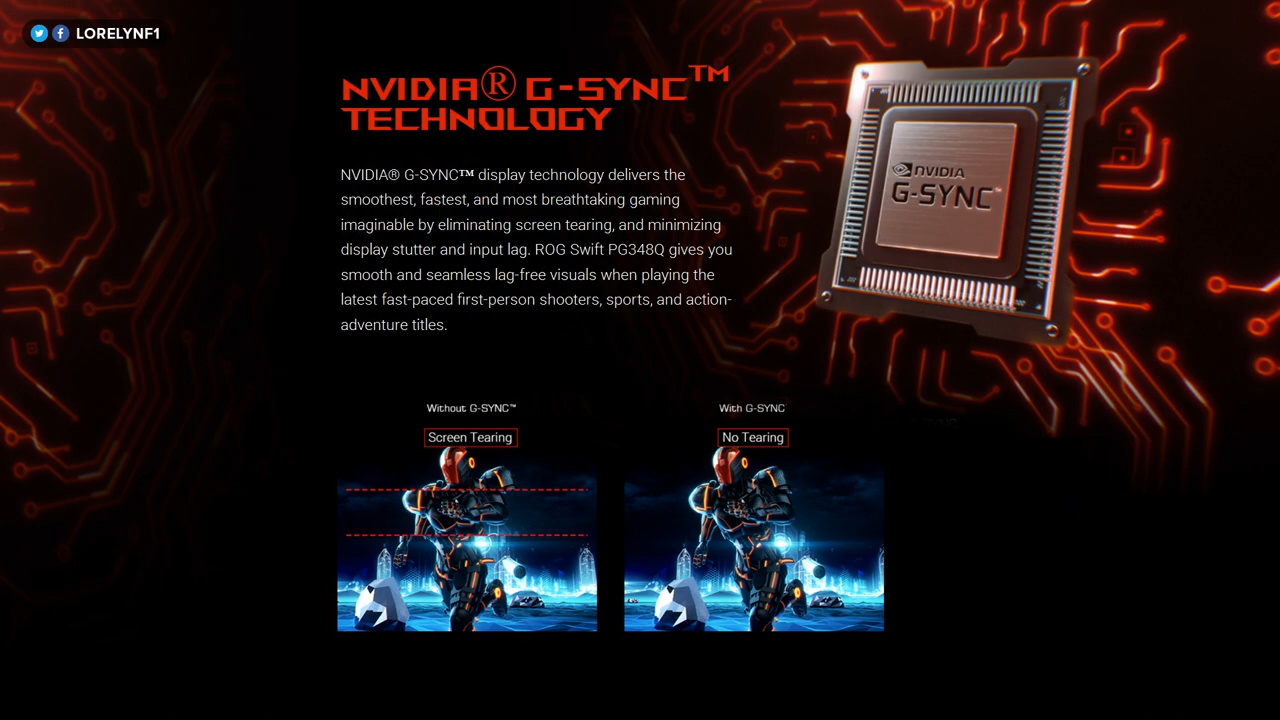 LORELYNF1
NVIDIA® G-SYNC™
TECHNOLOGY
NVIDIA® G-SYNC™ display technology delivers the
smoothest, fastest, and most breathtaking gaming
imaginable by eliminating screen tearing, and minimizing
display stutter and input lag. ROG Swift PG348Q gives you
smooth and seamless lag-free visuals when playing the
latest fast-paced first-person shooters, sports, and action-
adventure titles.
NVIDIA
G-SYNC™
Without G-SYNC™
Screen Tearing
With G-SYNC
No Tearing